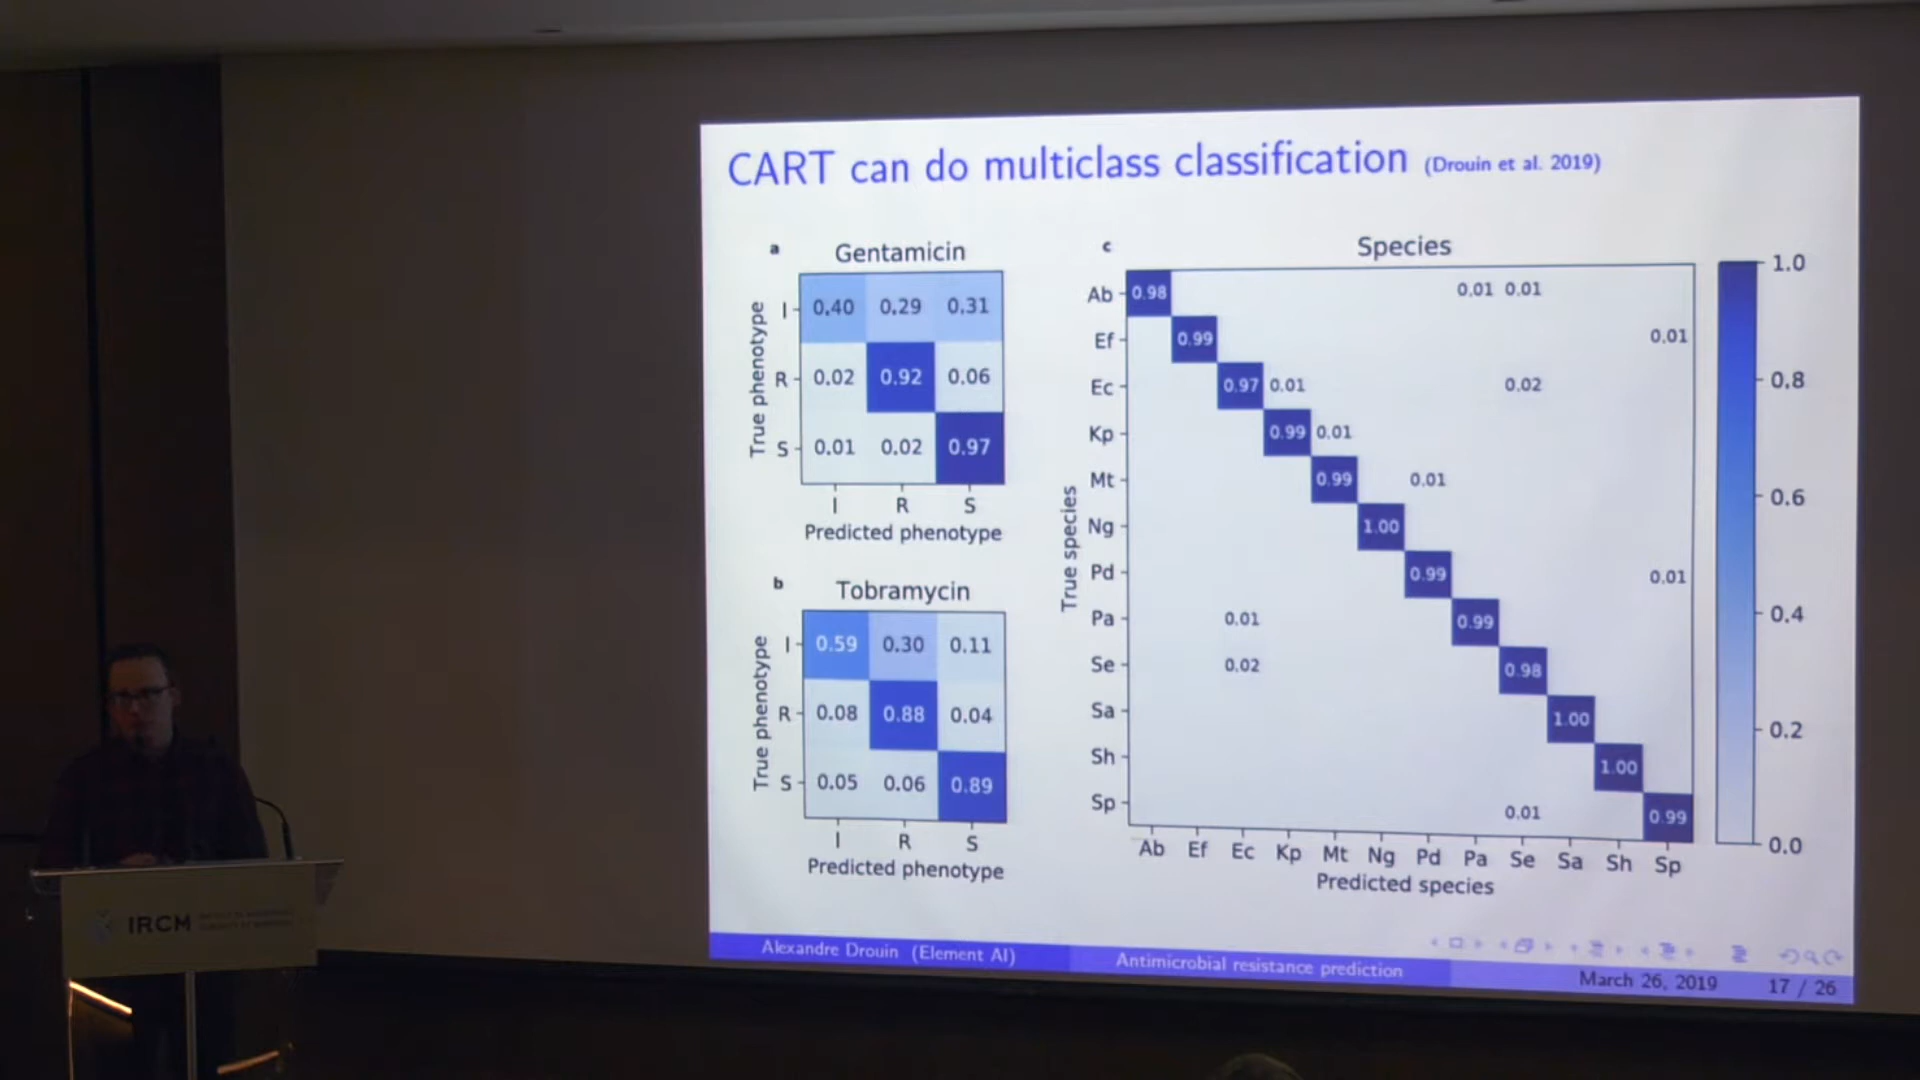 CART can do multiclass classification (Drouin et al. 2019)
a
Gentamicin
True phenotype
I 0.40 0.29 0.31
R 0.02 0.92 0.06
S 0.01 0.02 0.97
I R S
Predicted phenotype
b
Tobramycin
True phenotype
I 0.59 0.30 0.11
R 0.08 0.88 0.04
S 0.05 0.06 0.89
I R S
Predicted phenotype
c
Species
True species
Ab 0.98 0.01 0.01
Ef 0.99 0.01
Ec 0.97 0.01 0.02
Kp 0.99 0.01
Mt 0.99 0.01
Ng 1.00
Pd 0.99 0.01
Pa 0.01 0.99
Se 0.02 0.98
Sa 1.00
Sh 1.00
Sp 0.01 0.99
Ab Ef Ec Kp Mt Ng Pd Pa Se Sa Sh Sp
Predicted species
1.0
0.8
0.6
0.4
0.2
0.0
Alexandre Drouin (Element AI) Antimicrobial resistance prediction March 26, 2019 17 / 26
IRCM